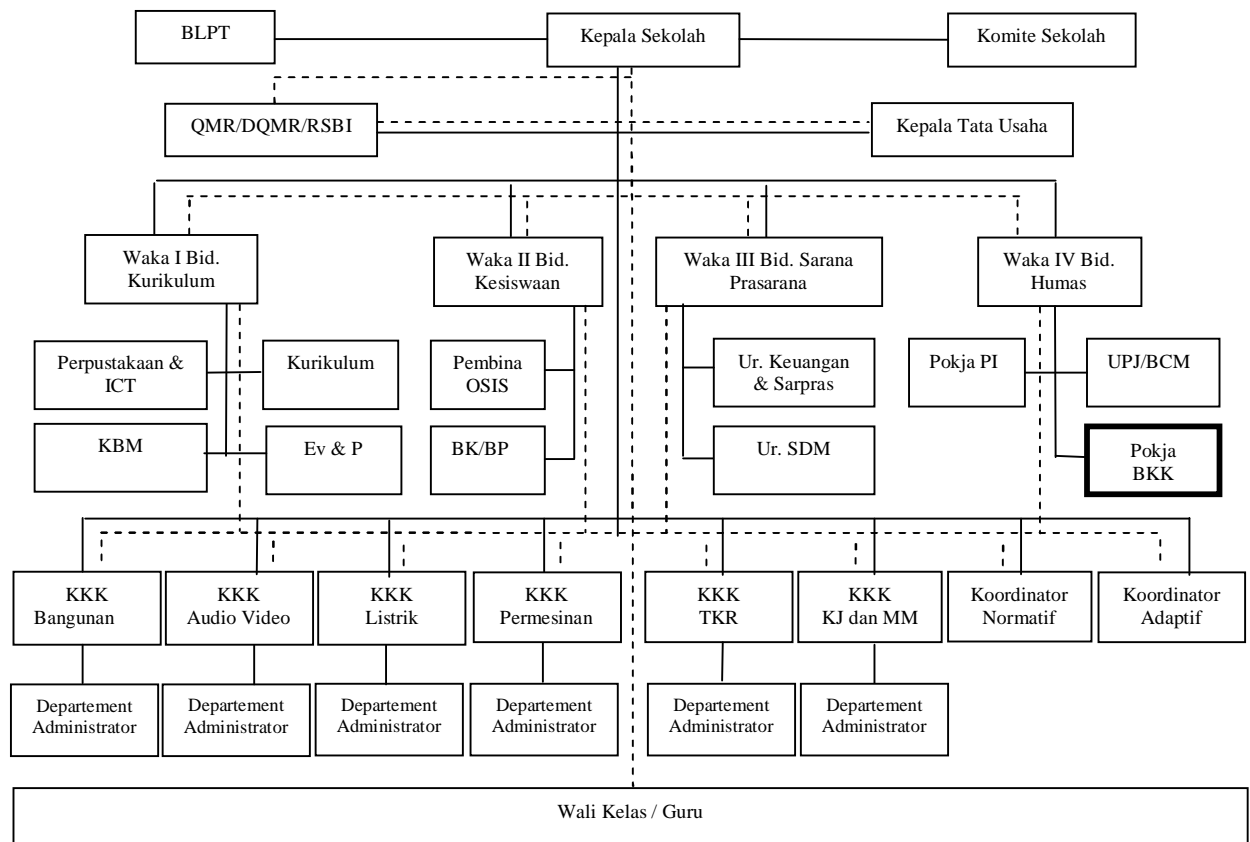 BLPT
Kepala Sekolah
Komite Sekolah
QMR/DQMR/RSBI
Kepala Tata Usaha
Waka I Bid.
Kurikulum
Waka II Bid.
Kesiswaan
Waka III Bid. Sarana
Prasarana
Waka IV Bid.
Humas
Perpustakaan &
ICT
Kurikulum
Pembina
OSIS
Ur. Keuangan
& Sarpras
Pokja PI
UPJ/BCM
KBM
Ev & P
BK/BP
Ur. SDM
Pokja
BKK
KKK
Bangunan
KKK
Audio Video
KKK
Listrik
KKK
Permesinan
KKK
TKR
KKK
KJ dan MM
Koordinator
Normatif
Koordinator
Adaptif
Departement
Administrator
Departement
Administrator
Departement
Administrator
Departement
Administrator
Departement
Administrator
Departement
Administrator
Wali Kelas / Guru